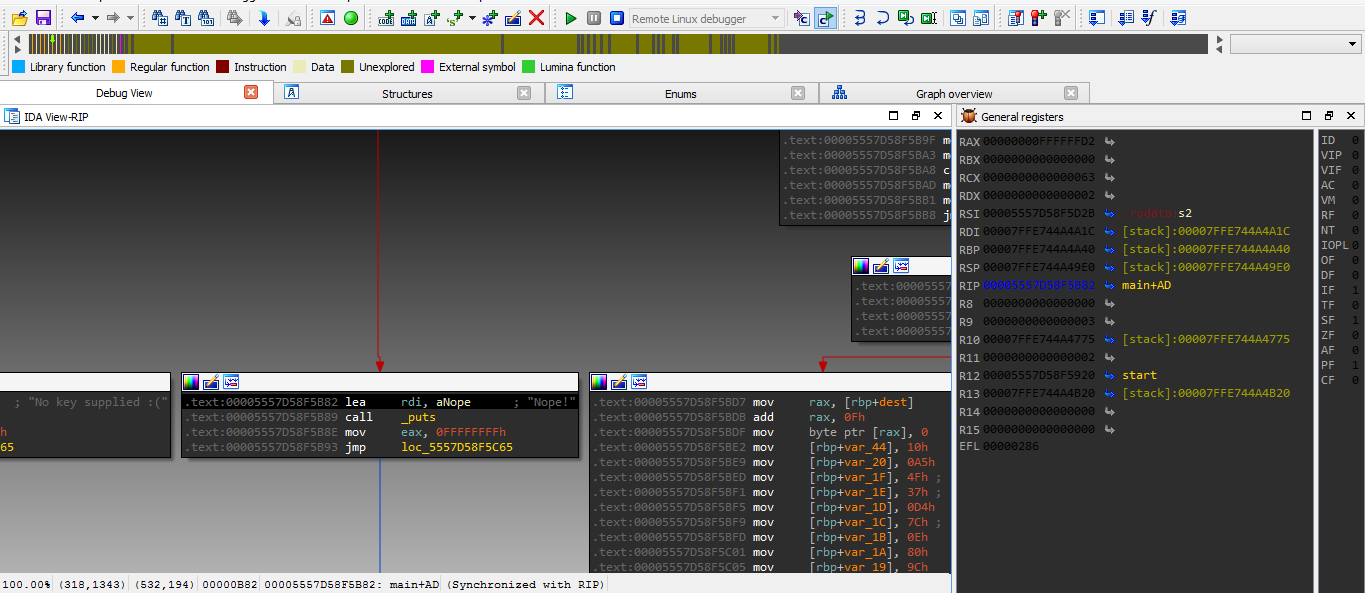 Remote Linux debugger
Library function Regular function Instruction Data Unexplored External symbol Lumina function
Debug View Structures Enums Graph overview
IDA View-RIP
.text:00005557D58F5B9F m
.text:00005557D58F5BA3 m
.text:00005557D58F5BA8 c
.text:00005557D58F5BAD m
.text:00005557D58F5BB1 m
.text:00005557D58F5BB8 j
.text:0000555
.text:0000555
.text:0000555
.text:0000555
; "No key supplied :("
h
65
.text:00005557D58F5B82 lea rdi, aNope ; "Nope!"
.text:00005557D58F5B89 call _puts
.text:00005557D58F5B8E mov eax, 0FFFFFFFFh
.text:00005557D58F5B93 jmp loc_5557D58F5C65
.text:00005557D58F5BD7 mov rax, [rbp+dest]
.text:00005557D58F5BDB add rax, 0Fh
.text:00005557D58F5BDF mov byte ptr [rax], 0
.text:00005557D58F5BE2 mov [rbp+var_44], 10h
.text:00005557D58F5BE9 mov [rbp+var_20], 0A5h
.text:00005557D58F5BED mov [rbp+var_1F], 4Fh ;
.text:00005557D58F5BF1 mov [rbp+var_1E], 37h ;
.text:00005557D58F5BF5 mov [rbp+var_1D], 0D4h
.text:00005557D58F5BF9 mov [rbp+var_1C], 7Ch ;
.text:00005557D58F5BFD mov [rbp+var_1B], 0Eh
.text:00005557D58F5C01 mov [rbp+var_1A], 80h
.text:00005557D58F5C05 mov [rbp+var_19], 9Ch
100.00% (318,1343) (532,194) 00000B82 00005557D58F5B82: main+AD (Synchronized with RIP)
General registers
RAX 00000000FFFFFFD2
RBX 0000000000000000
RCX 0000000000000063
RDX 0000000000000002
RSI 00005557D58F5D2B .rodata:s2
RDI 00007FFE744A4A1C [stack]:00007FFE744A4A1C
RBP 00007FFE744A4A40 [stack]:00007FFE744A4A40
RSP 00007FFE744A49E0 [stack]:00007FFE744A49E0
RIP 00005557D58F5B82 main+AD
R8 0000000000000000
R9 0000000000000003
R10 00007FFE744A4775 [stack]:00007FFE744A4775
R11 0000000000000002
R12 00005557D58F5920 start
R13 00007FFE744A4B20 [stack]:00007FFE744A4B20
R14 0000000000000000
R15 0000000000000000
EFL 00000286
ID 0
VIP 0
VIF 0
AC 0
VM 0
RF 0
NT 0
IOPL 0
OF 0
DF 0
IF 1
TF 0
SF 1
ZF 0
AF 0
PF 1
CF 0